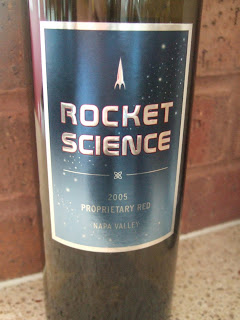 ROCKET
SCIENCE
2005
PROPRIETARY RED
NAPA VALLEY